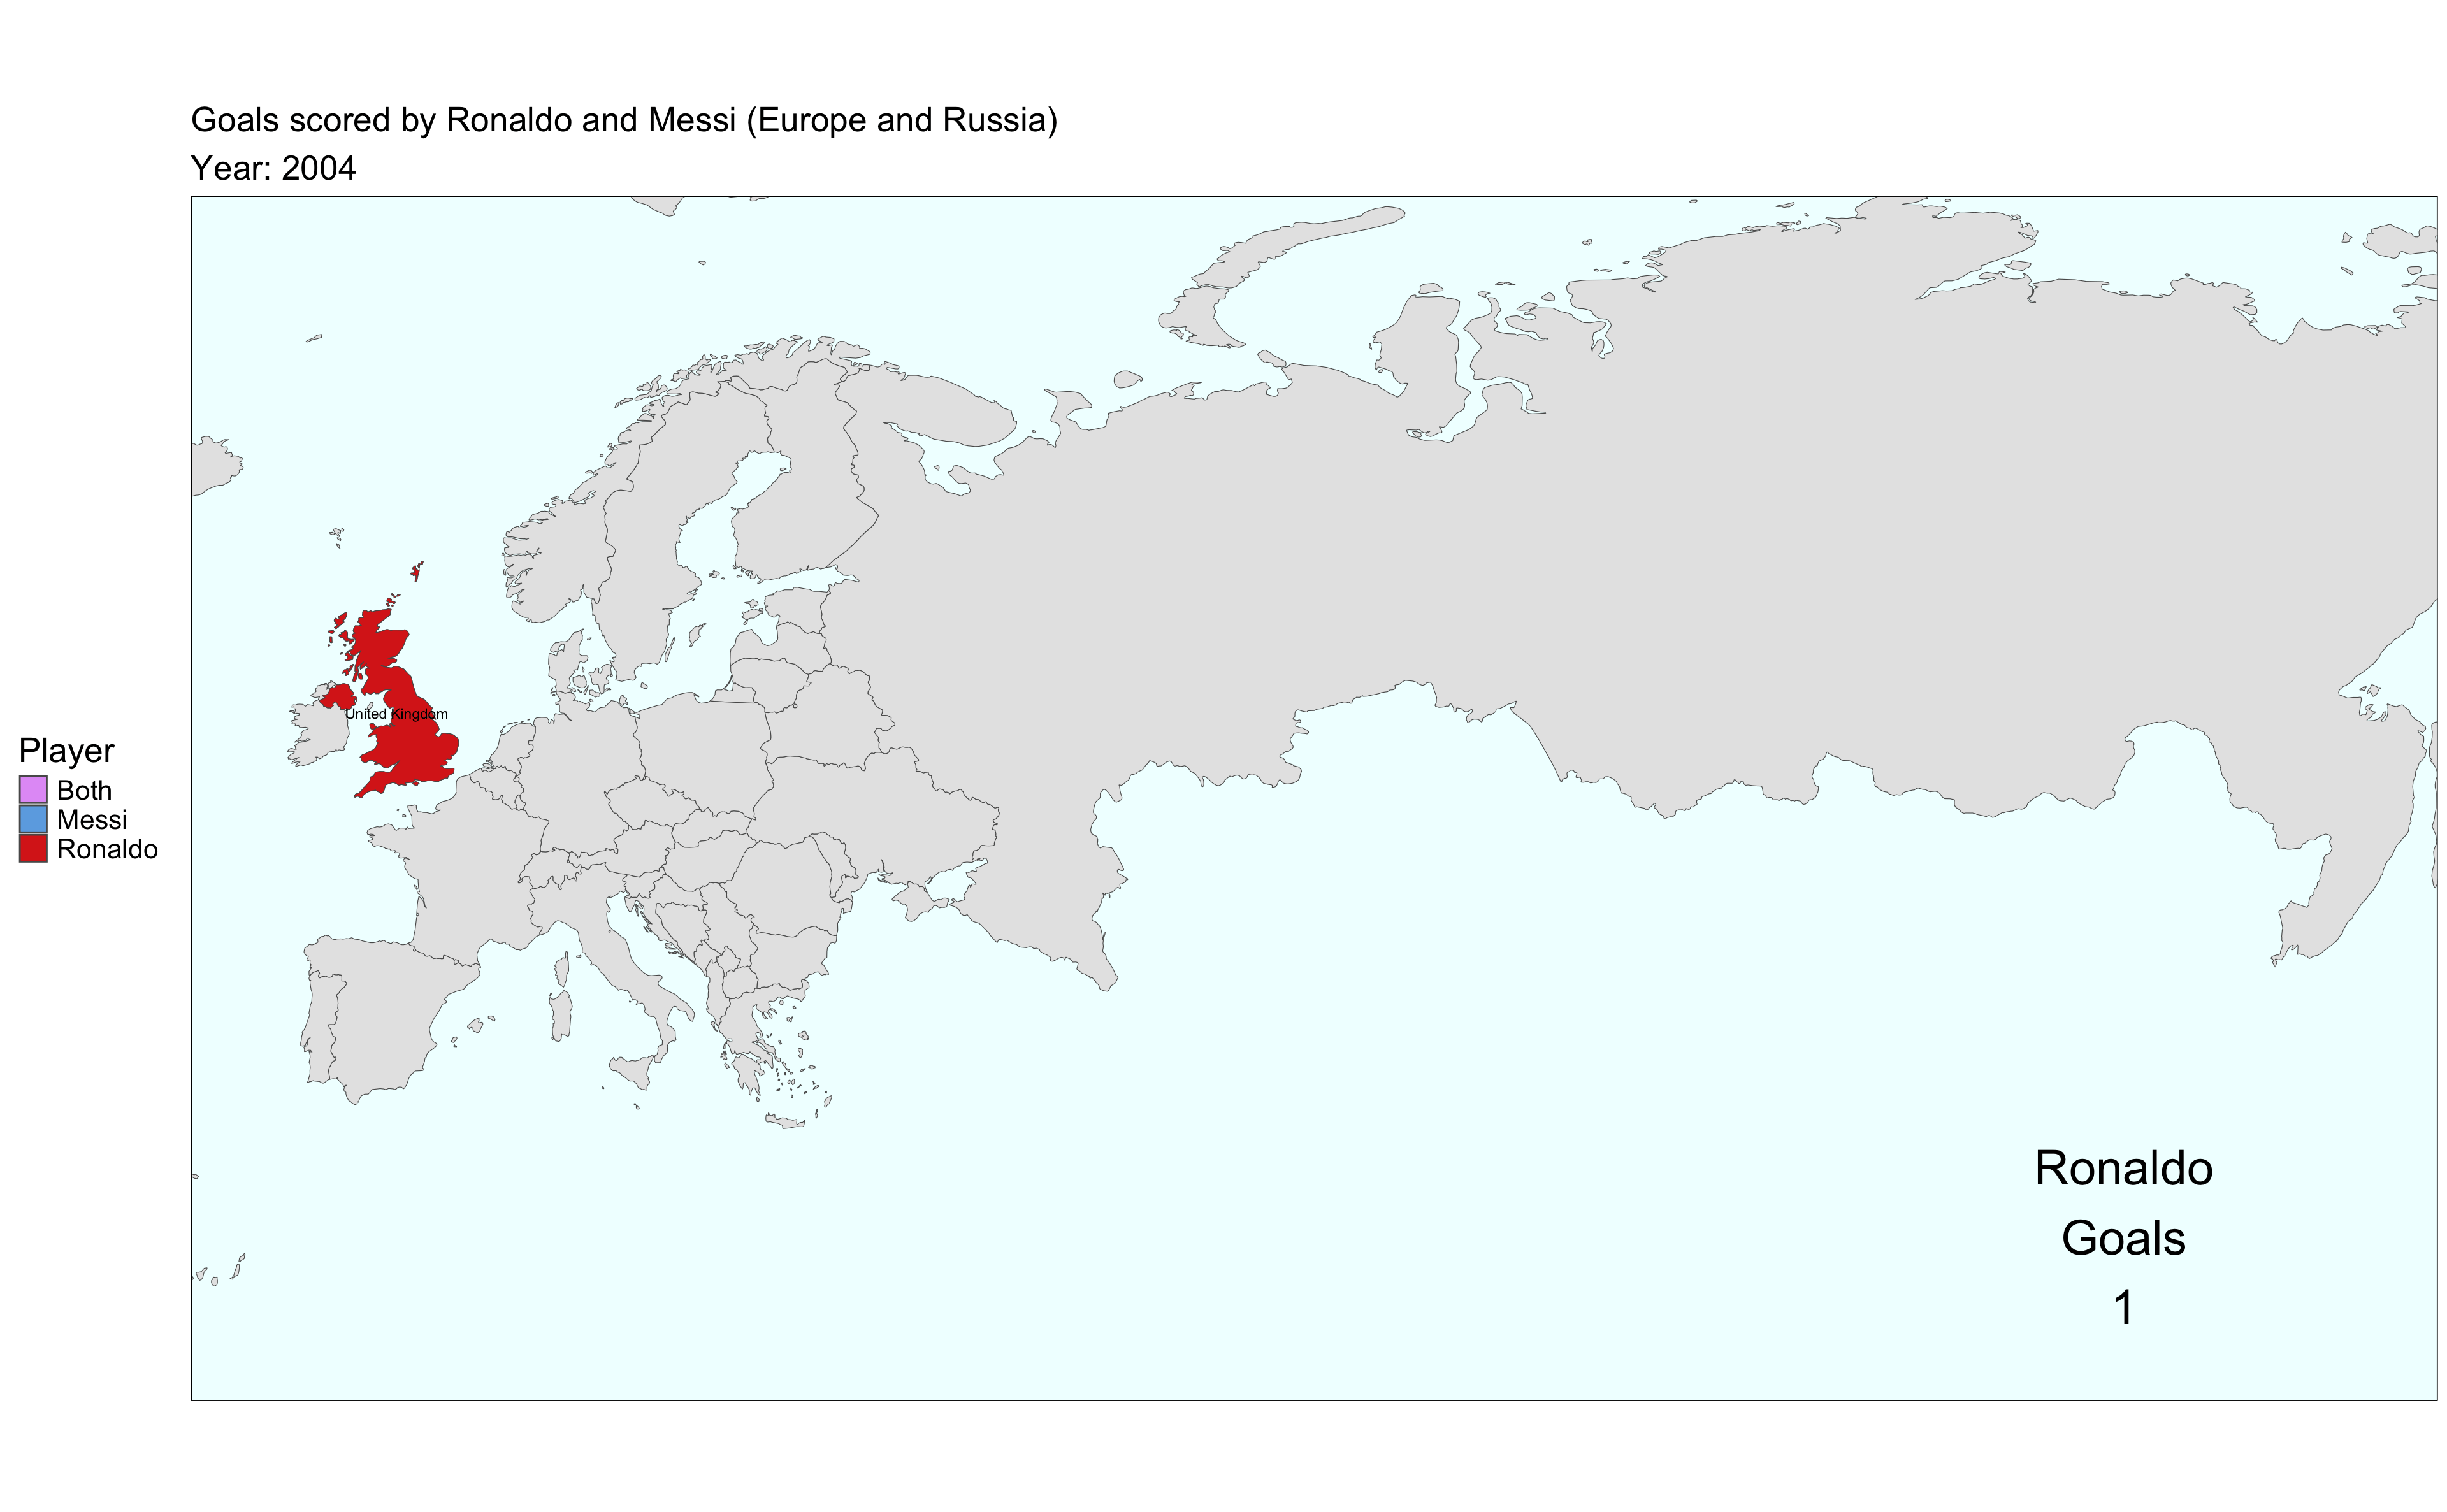 Goals scored by Ronaldo and Messi (Europe and Russia)
Year: 2004
United Kingdom
Player
Both
Messi
Ronaldo
Ronaldo
Goals
1